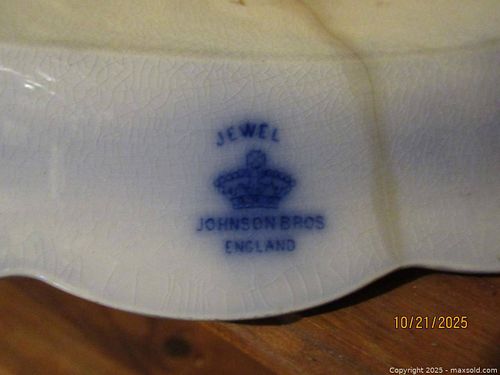 JEWEL
JOHNSON BROS
ENGLAND
10/21/2025
Copyright 2025 - maxsold.com